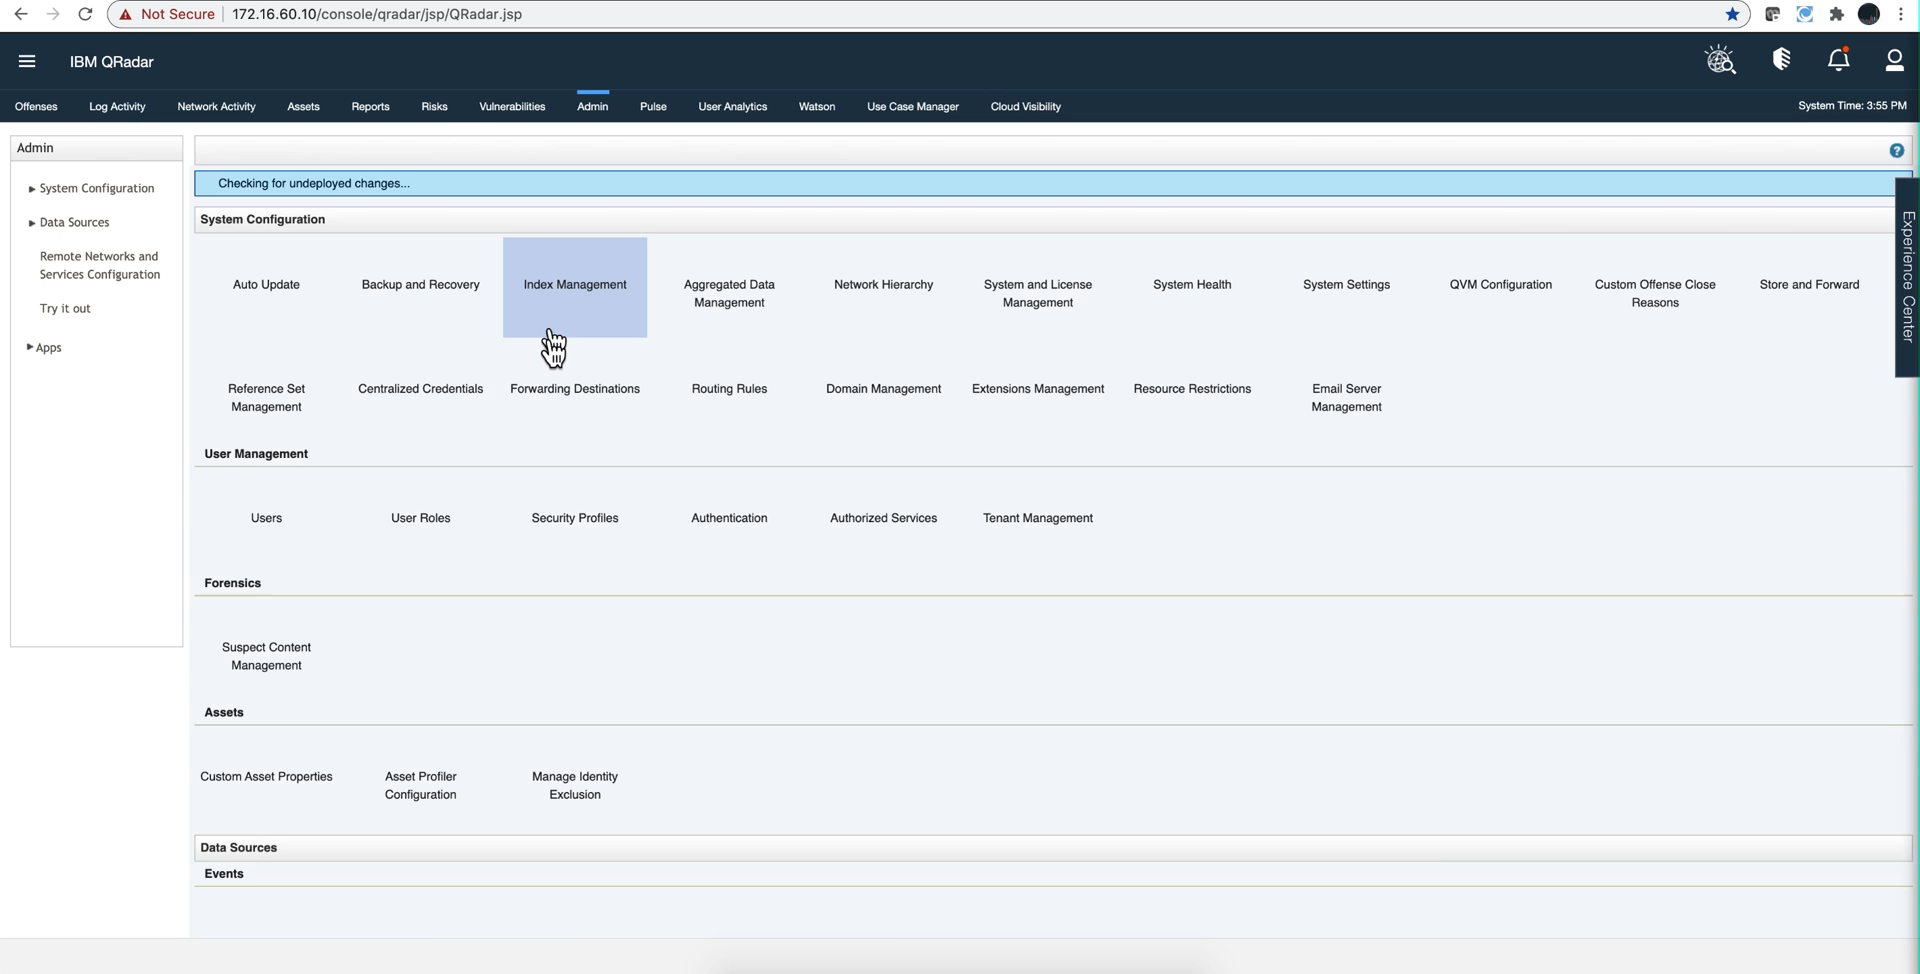 Not Secure 172.16.60.10/console/qradar/jsp/QRadar.jsp
IBM QRadar
Offenses Log Activity Network Activity Assets Reports Risks Vulnerabilities Admin Pulse User Analytics Watson Use Case Manager Cloud Visibility System Time: 3:55 PM
Admin
System Configuration
Data Sources
Remote Networks and
Services Configuration
Try it out
Apps
?
Checking for undeployed changes...
Experience Center
System Configuration
Auto Update
Backup and Recovery
Index Management
Aggregated Data
Management
Network Hierarchy
System and License
Management
System Health
System Settings
QVM Configuration
Custom Offense Close
Reasons
Store and Forward
Reference Set
Management
Centralized Credentials
Forwarding Destinations
Routing Rules
Domain Management
Extensions Management
Resource Restrictions
Email Server
Management
User Management
Users
User Roles
Security Profiles
Authentication
Authorized Services
Tenant Management
Forensics
Suspect Content
Management
Assets
Custom Asset Properties
Asset Profiler
Configuration
Manage Identity
Exclusion
Data Sources
Events